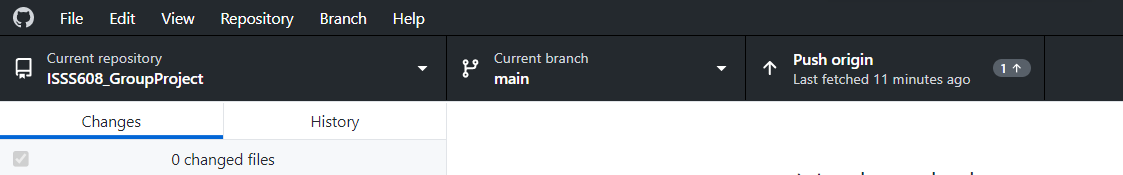 File Edit View Repository Branch Help
Current repository
ISSS608_GroupProject
Current branch
main
Push origin
Last fetched 11 minutes ago
1
Changes
History
0 changed files